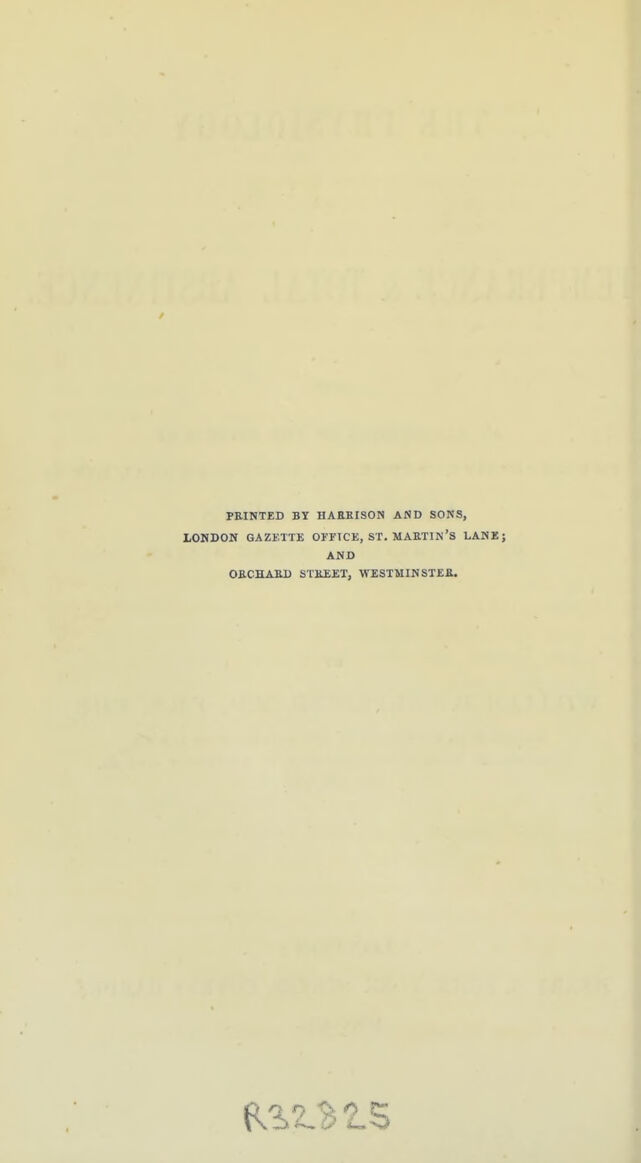 PRINTED BY HARRISON AND SONS,
LONDON GAZETTE OFFICE, ST. MARTIN'S LANE;
AND
ORCHARD STREET, WESTMINSTER.
R32825